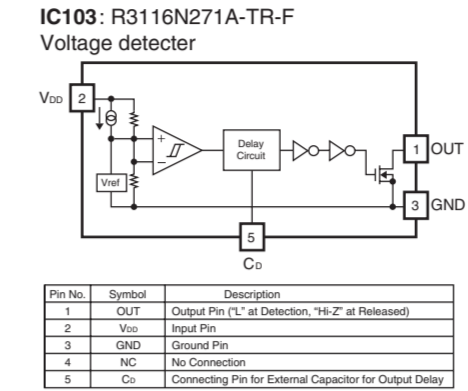 IC103: R3116N271A-TR-F
Voltage detecter
VDD 2
+
−
Vref
Delay
Circuit
1 OUT
3 GND
5
CD
Pin No. Symbol Description
1 OUT Output Pin ("L" at Detection, "Hi-Z" at Released)
2 VDD Input Pin
3 GND Ground Pin
4 NC No Connection
5 CD Connecting Pin for External Capacitor for Output Delay